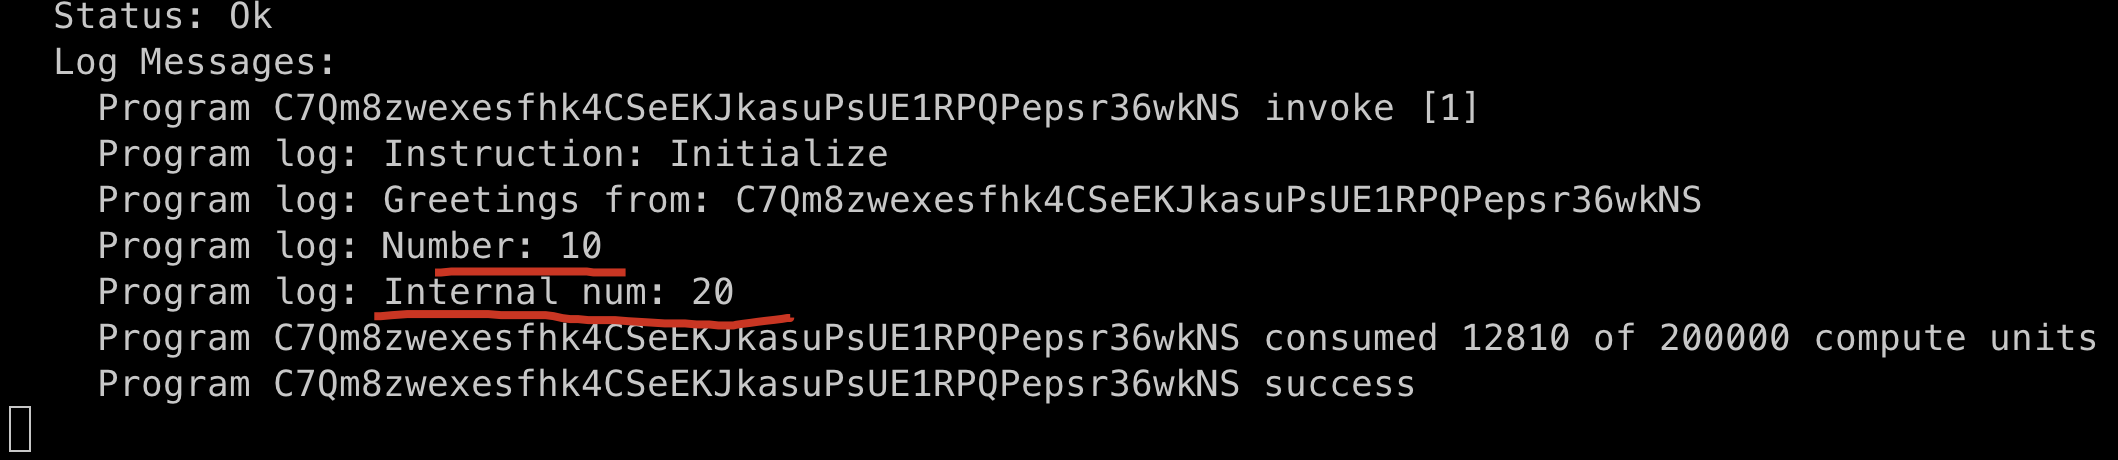 Status: Ok
Log Messages:
Program C7Qm8zwexesfhk4CSeEKJkasuPsUE1RPQPepsr36wkNS invoke [1]
Program log: Instruction: Initialize
Program log: Greetings from: C7Qm8zwexesfhk4CSeEKJkasuPsUE1RPQPepsr36wkNS
Program log: Number: 10
Program log: Internal num: 20
Program C7Qm8zwexesfhk4CSeEKJkasuPsUE1RPQPepsr36wkNS consumed 12810 of 200000 compute units
Program C7Qm8zwexesfhk4CSeEKJkasuPsUE1RPQPepsr36wkNS success